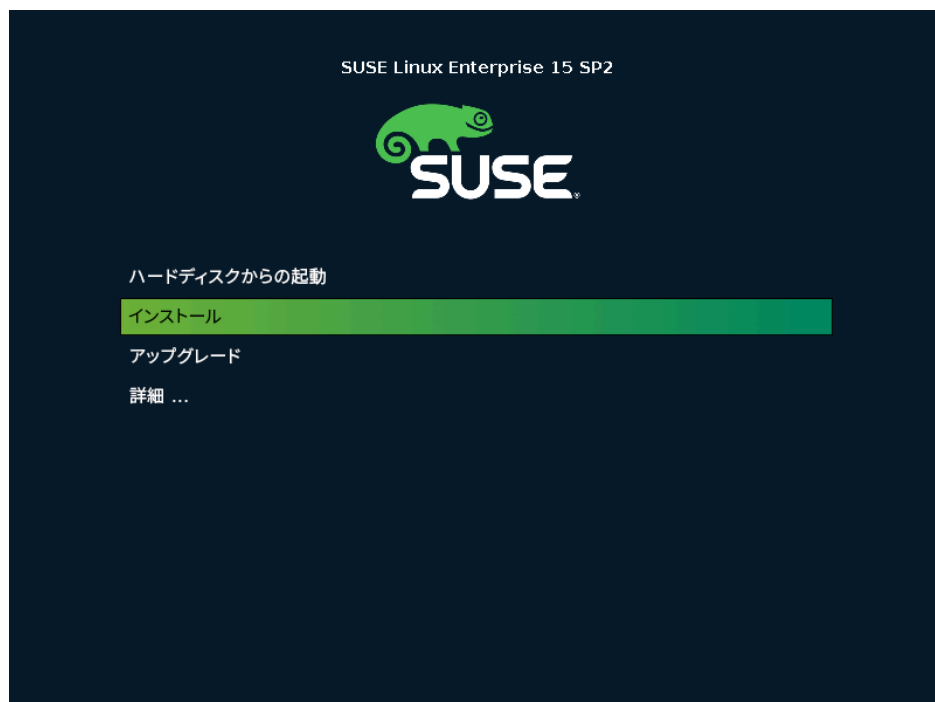 SUSE Linux Enterprise 15 SP2
SUSE®
ハードディスクからの起動
インストール
アップグレード
詳細 ...